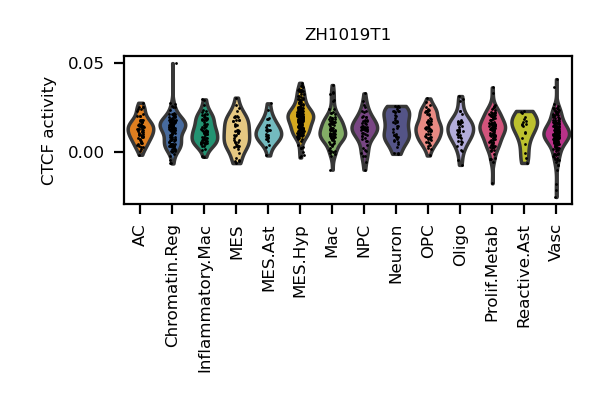 ZH1019T1
CTCF activity
0.05
0.00
AC
Chromatin.Reg
Inflammatory.Mac
MES
MES.Ast
MES.Hyp
Mac
NPC
Neuron
OPC
Oligo
Prolif.Metab
Reactive.Ast
Vasc